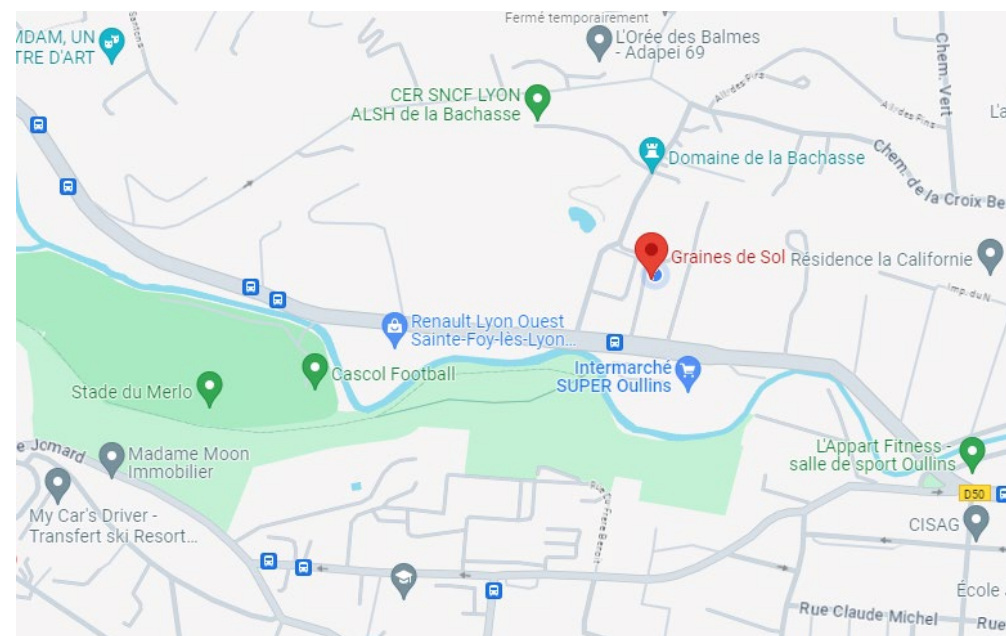 Fermé temporairement
L'Orée des Balmes
- Adapei 69
MDAM, UN
TRE D'ART
Santons
Chem. Vert
CER SNCF LYON
ALSH de la Bachasse
All. des Pins
All. des Pins
L'a
Domaine de la Bachasse
Chem. de la Croix Be
Graines de Sol
Résidence la Californie
Imp. du N
Renault Lyon Ouest
Sainte-Foy-lès-Lyon...
Intermarché
SUPER Oullins
Cascol Football
Stade du Merlo
e Jomard
Madame Moon
Immobilier
L'Appart Fitness -
salle de sport Oullins
D50
My Car's Driver -
Transfert ski Resort...
CISAG
École
Rue Claude Michel
Rue